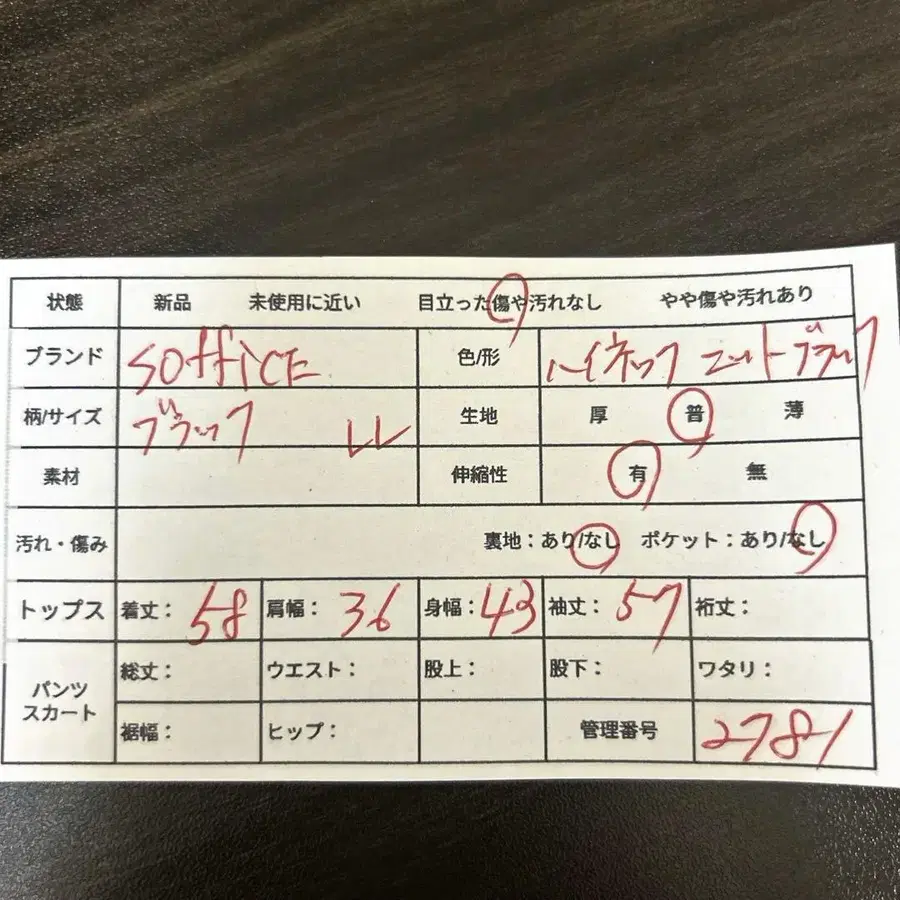 状態 新品 未使用に近い 目立った傷や汚れなし やや傷や汚れあり
ブランド sofficE 色/形 ハイネック ニットブラック
柄/サイズ ブラック LL 生地 厚 普 薄
素材 伸縮性 有 無
汚れ・傷み 裏地：あり/なし ポケット：あり/なし
トップス 着丈： 58 肩幅： 36 身幅： 43 袖丈： 57 裄丈：
パンツ スカート 総丈： ウエスト： 股上： 股下： ワタリ：
裾幅： ヒップ： 管理番号 2781